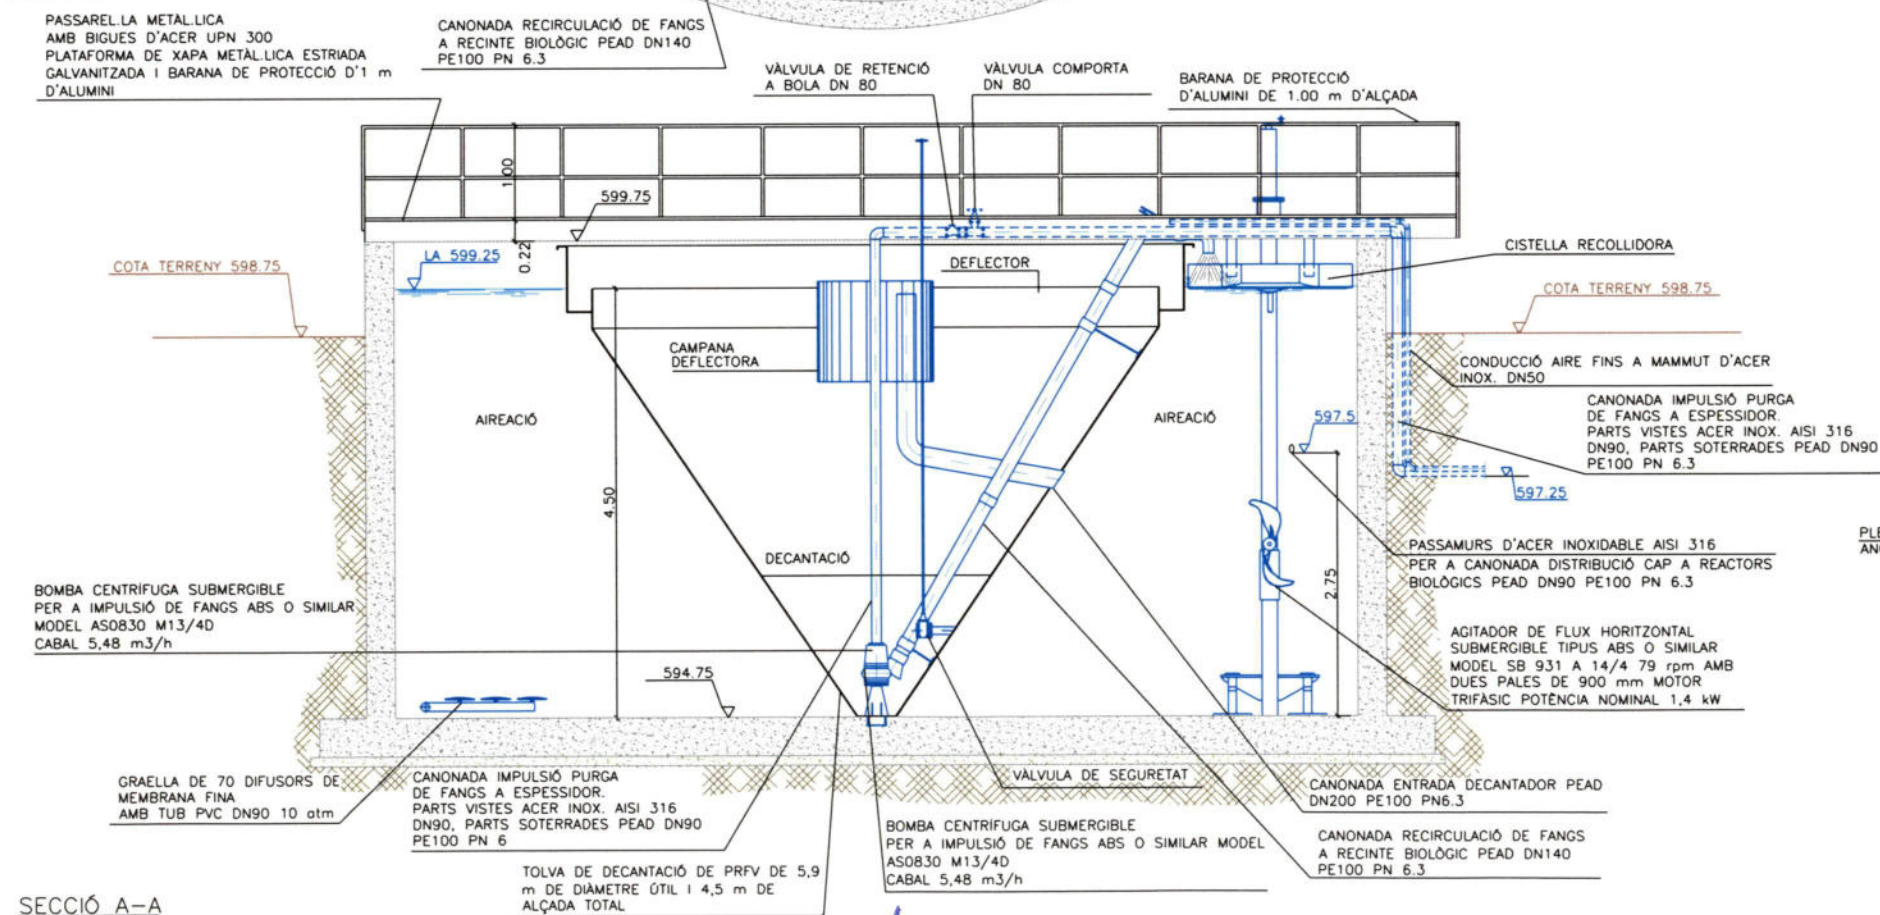 PASSAREL.LA METÀL.LICA
AMB BIGUES D'ACER UPN 300
PLATAFORMA DE XAPA METÀL.LICA ESTRIADA
GALVANITZADA I BARANA DE PROTECCIÓ D'1 m
D'ALUMINI
CANONADA RECIRCULACIÓ DE FANGS
A RECINTE BIOLÒGIC PEAD DN140
PE100 PN 6.3
VÀLVULA DE RETENCIÓ
A BOLA DN 80
VÀLVULA COMPORTA
DN 80
BARANA DE PROTECCIÓ
D'ALUMINI DE 1.00 m D'ALÇADA
1.00
599.75
0.22
COTA TERRENY 598.75
LA 599.25
DEFLECTOR
CISTELLA RECOLLIDORA
COTA TERRENY 598.75
CAMPANA
DEFLECTORA
CONDUCCIÓ AIRE FINS A MAMMUT D'ACER
INOX. DN50
AIREACIÓ
AIREACIÓ
597.5
CANONADA IMPULSIÓ PURGA
DE FANGS A ESPESSIDOR.
PARTS VISTES ACER INOX. AISI 316
DN90, PARTS SOTERRADES PEAD DN90
PE100 PN 6.3
597.25
4.50
DECANTACIÓ
2.75
PASSAMURS D'ACER INOXIDABLE AISI 316
PER A CANONADA DISTRIBUCIÓ CAP A REACTORS
BIOLÒGICS PEAD DN90 PE100 PN 6.3
BOMBA CENTRÍFUGA SUBMERGIBLE
PER A IMPULSIÓ DE FANGS ABS O SIMILAR
MODEL AS0830 M13/4D
CABAL 5,48 m3/h
AGITADOR DE FLUX HORITZONTAL
SUBMERGIBLE TIPUS ABS O SIMILAR
MODEL SB 931 A 14/4 79 rpm AMB
DUES PALES DE 900 mm MOTOR
TRIFÀSIC POTÈNCIA NOMINAL 1,4 kW
594.75
GRAELLA DE 70 DIFUSORS DE
MEMBRANA FINA
AMB TUB PVC DN90 10 atm
CANONADA IMPULSIÓ PURGA
DE FANGS A ESPESSIDOR.
PARTS VISTES ACER INOX. AISI 316
DN90, PARTS SOTERRADES PEAD DN90
PE100 PN 6
VÀLVULA DE SEGURETAT
CANONADA ENTRADA DECANTADOR PEAD
DN200 PE100 PN6.3
BOMBA CENTRÍFUGA SUBMERGIBLE
PER A IMPULSIÓ DE FANGS ABS O SIMILAR MODEL
AS0830 M13/4D
CABAL 5,48 m3/h
CANONADA RECIRCULACIÓ DE FANGS
A RECINTE BIOLÒGIC PEAD DN140
PE100 PN 6.3
TOLVA DE DECANTACIÓ DE PRFV DE 5,9
m DE DIÀMETRE ÚTIL I 4,5 m DE
ALÇADA TOTAL
SECCIÓ A-A